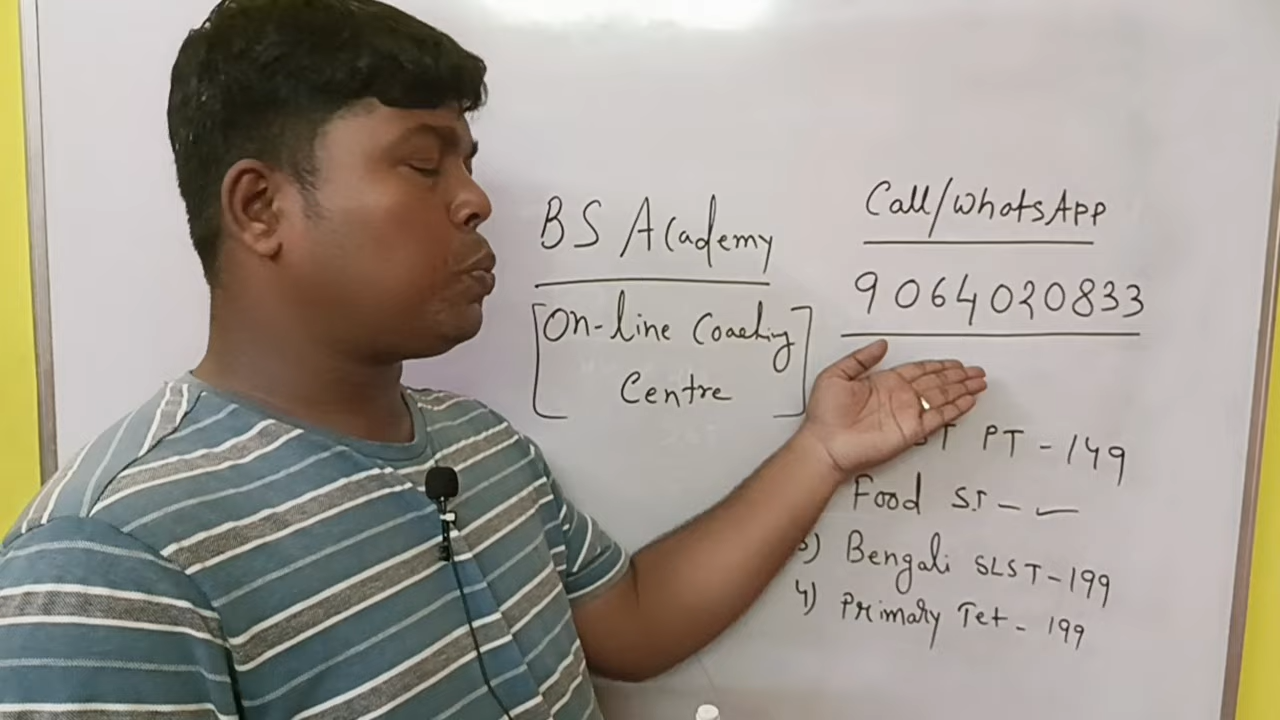 BS Academy
[On-line Coaching
Centre]
Call/WhatsApp
9064020833
PT - 149
Food S.I -
Bengali SLST - 199
4) Primary Tet - 199